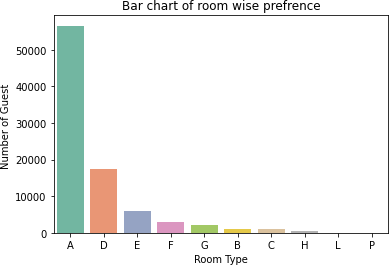 Bar chart of room wise prefrence
Number of Guest
50000
40000
30000
20000
10000
0
A D E F G B C H L P
Room Type